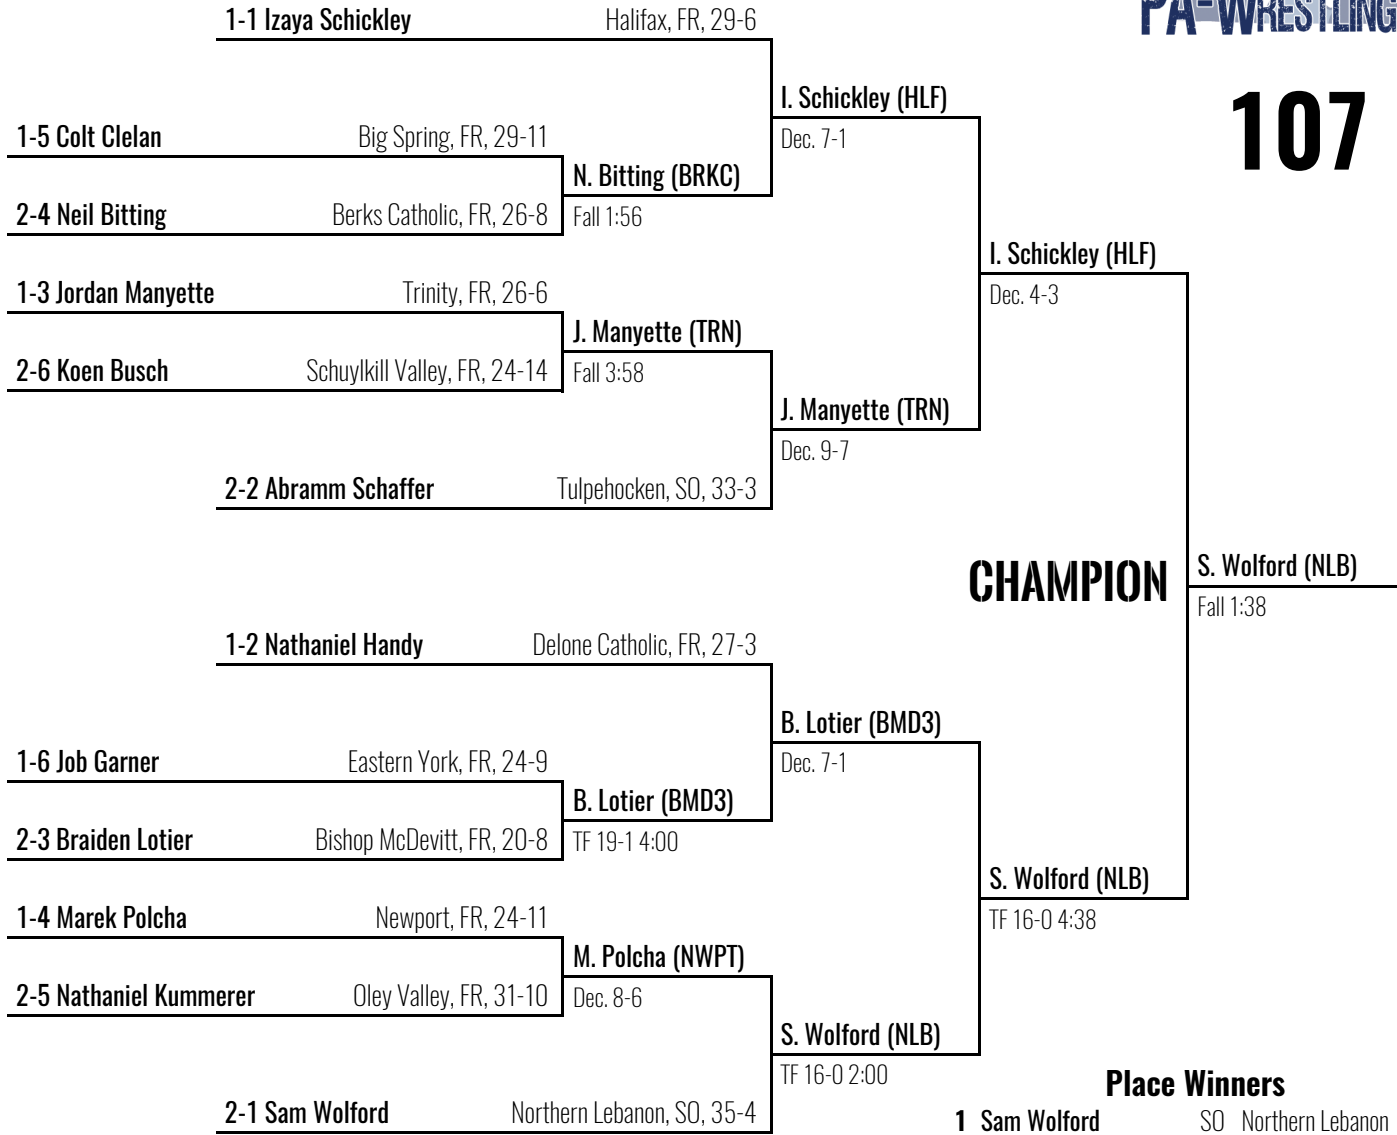 PA-WRESTLING
107
1-1 Izaya Schickley Halifax, FR, 29-6
I. Schickley (HLF)
Dec. 7-1
1-5 Colt Clelan Big Spring, FR, 29-11
N. Bitting (BRKC)
Fall 1:56
2-4 Neil Bitting Berks Catholic, FR, 26-8
I. Schickley (HLF)
Dec. 4-3
1-3 Jordan Manyette Trinity, FR, 26-6
J. Manyette (TRN)
Fall 3:58
2-6 Koen Busch Schuylkill Valley, FR, 24-14
J. Manyette (TRN)
Dec. 9-7
2-2 Abramm Schaffer Tulpehocken, SO, 33-3
CHAMPION
S. Wolford (NLB)
Fall 1:38
1-2 Nathaniel Handy Delone Catholic, FR, 27-3
B. Lotier (BMD3)
Dec. 7-1
1-6 Job Garner Eastern York, FR, 24-9
B. Lotier (BMD3)
TF 19-1 4:00
2-3 Braiden Lotier Bishop McDevitt, FR, 20-8
S. Wolford (NLB)
TF 16-0 4:38
1-4 Marek Polcha Newport, FR, 24-11
M. Polcha (NWPT)
Dec. 8-6
2-5 Nathaniel Kummerer Oley Valley, FR, 31-10
S. Wolford (NLB)
TF 16-0 2:00
2-1 Sam Wolford Northern Lebanon, SO, 35-4
Place Winners
1 Sam Wolford SO Northern Lebanon